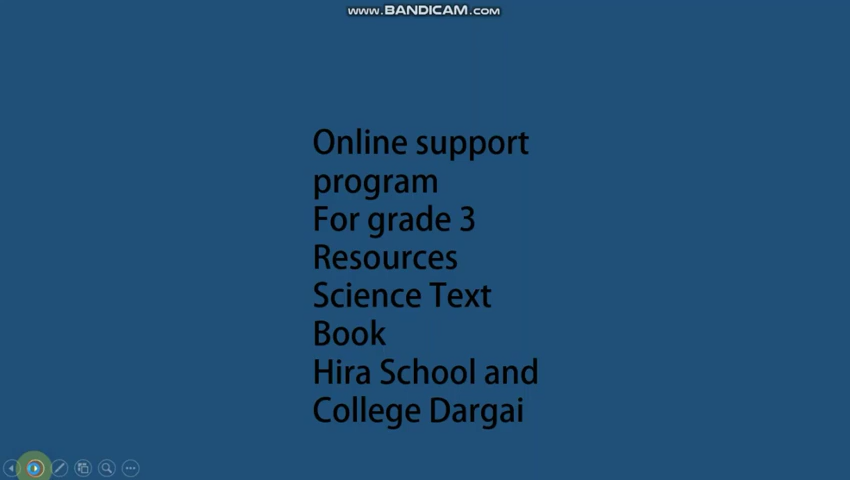 www.BANDICAM.com
Online support
program
For grade 3
Resources
Science Text
Book
Hira School and
College Dargai